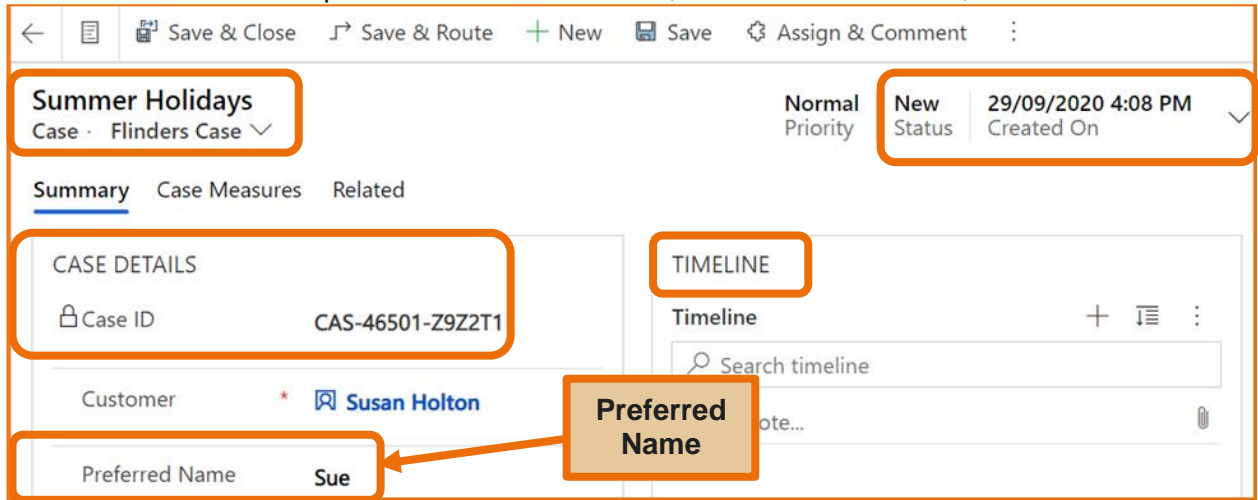 Save & Close Save & Route New Save Assign & Comment
Summer Holidays
Case · Flinders Case
Normal New 29/09/2020 4:08 PM
Priority Status Created On
Summary Case Measures Related
CASE DETAILS
Case ID CAS-46501-Z9Z2T1
Customer * Susan Holton
Preferred Name Sue
TIMELINE
Timeline
Search timeline
ote...
Preferred
Name